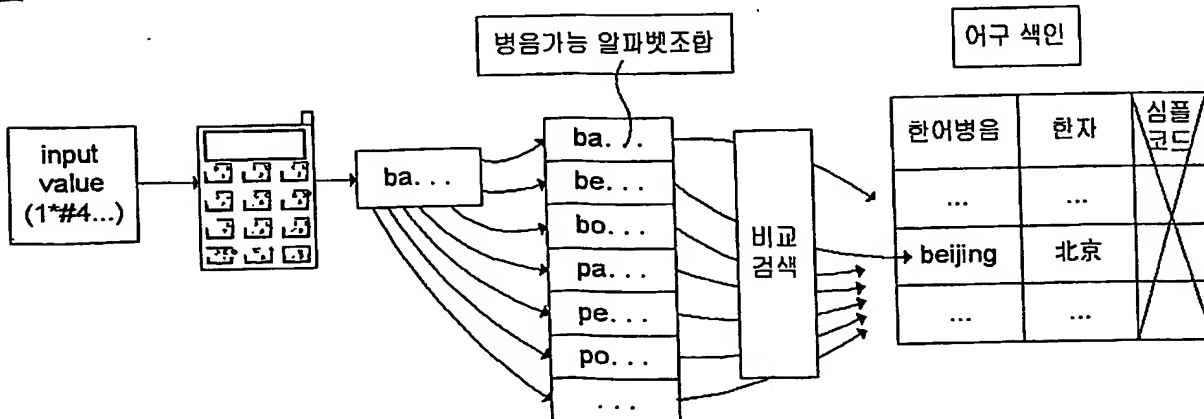 병음가능 알파벳조합
어구 색인
input
value
(1*#4...)
ba. . .
ba. . .
be. . .
bo. . .
pa. . .
pe. . .
po. . .
. . .
비교
검색
한어병음 한자 심플
코드
... ...
beijing 北京
... ...